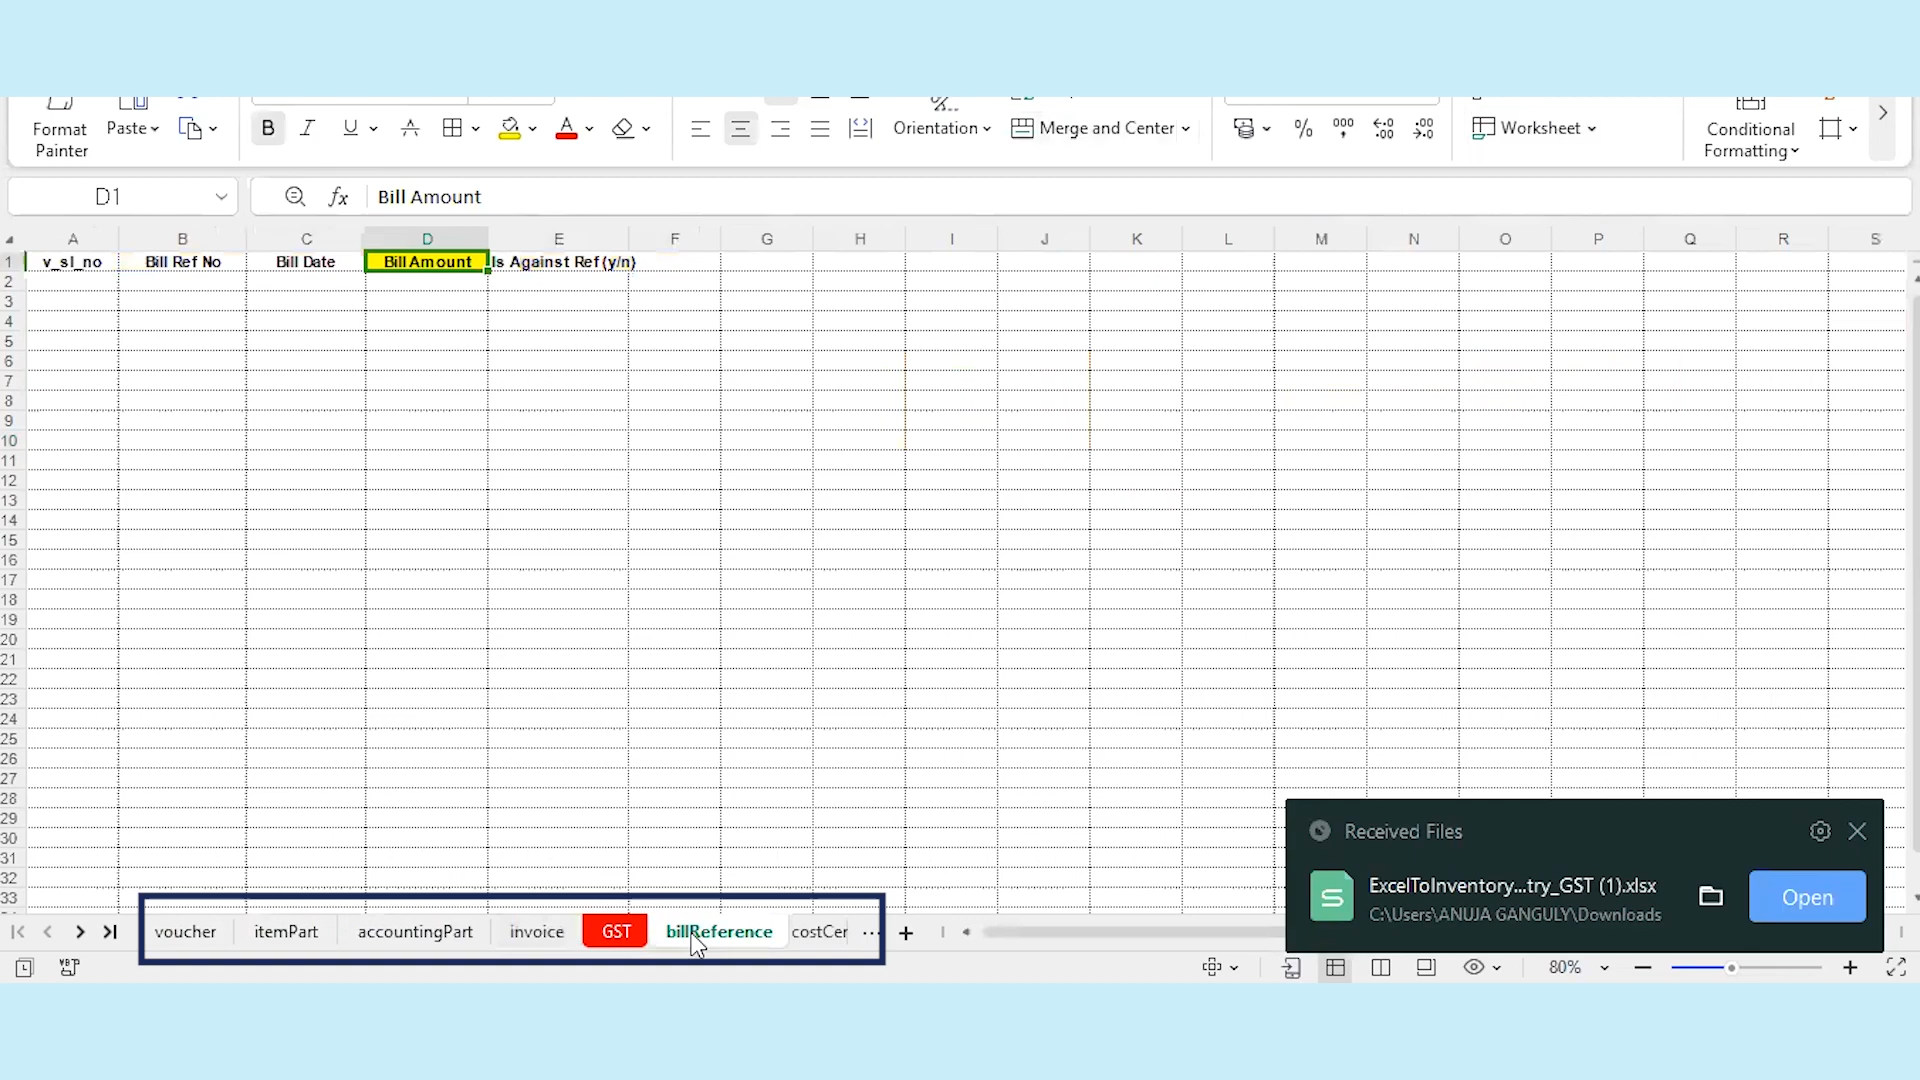 Format Painter
Paste
B I U A A
Orientation
Merge and Center
% 000
Worksheet
Conditional Formatting
D1
fx Bill Amount
A B C D E F G H I J K L M N O P Q R S
1 v_sl_no Bill Ref No Bill Date Bill Amount Is Against Ref(y/n)
2
3
4
5
6
7
8
9
10
11
12
13
14
15
16
17
18
19
20
21
22
23
24
25
26
27
28
29
30
31
32
33
Received Files
ExcelToInventory...try_GST (1).xlsx
C:\Users\ANUJA GANGULY\Downloads
Open
voucher itemPart accountingPart invoice GST billReference costCer ...
80%